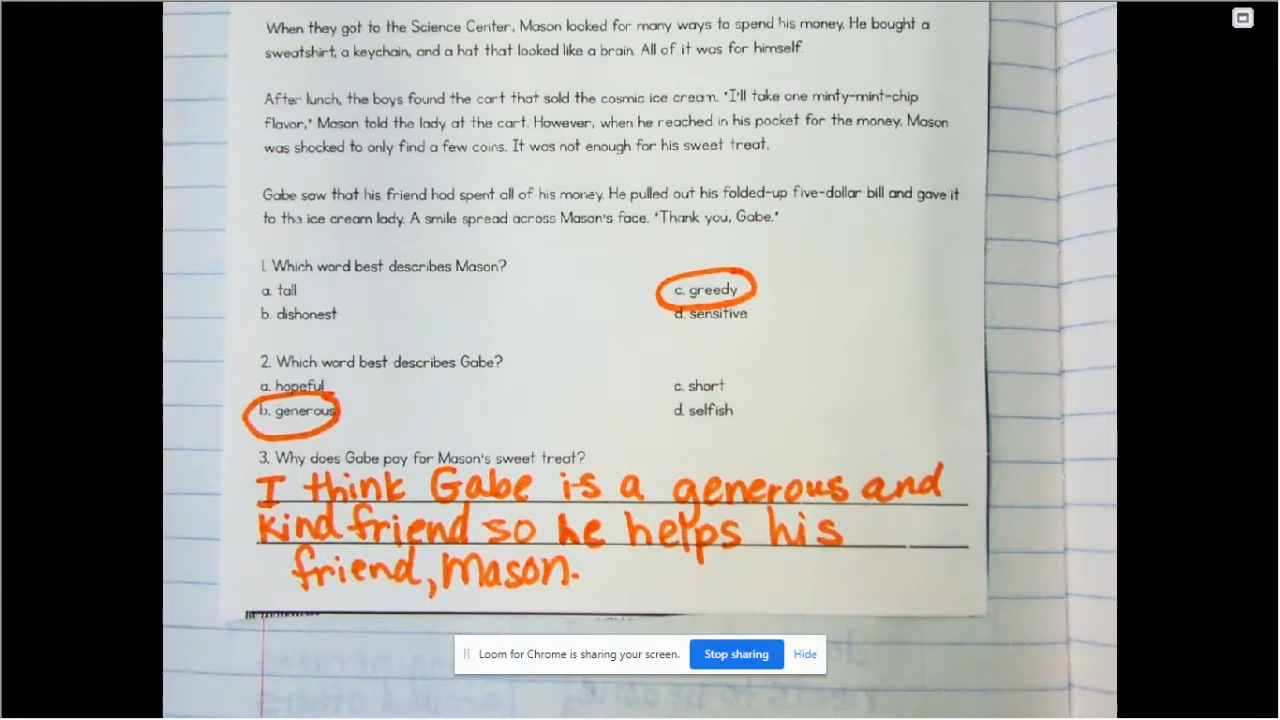 When they got to the Science Center, Mason looked for many ways to spend his money. He bought a
sweatshirt, a keychain, and a hat that looked like a brain. All of it was for himself.
After lunch, the boys found the cart that sold the cosmic ice cream. "I'll take one minty-mint-chip
flavor," Mason told the lady at the cart. However, when he reached in his pocket for the money, Mason
was shocked to only find a few coins. It was not enough for his sweet treat.
Gabe saw that his friend had spent all of his money. He pulled out his folded-up five-dollar bill and gave it
to the ice cream lady. A smile spread across Mason's face. "Thank you, Gabe."
1. Which word best describes Mason?
a. tall
c. greedy
b. dishonest
d. sensitive
2. Which word best describes Gabe?
a. hopeful
c. short
b. generous
d. selfish
3. Why does Gabe pay for Mason's sweet treat?
I think Gabe is a generous and
kind friend so he helps his
friend, Mason.
Loom for Chrome is sharing your screen. Stop sharing Hide